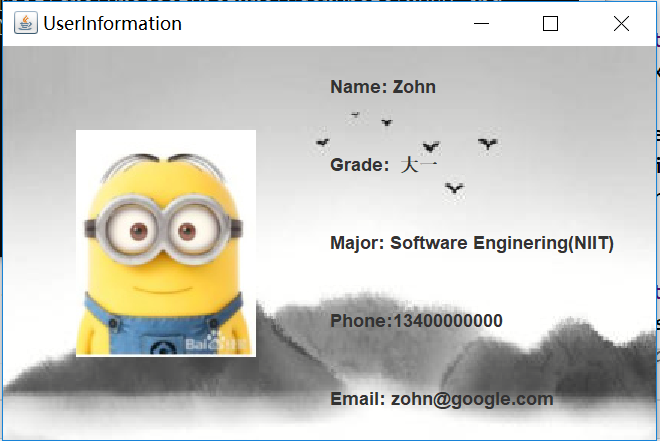 UserInformation
Name: Zohn
Grade: 大一
Major: Software Enginering(NIIT)
Phone:13400000000
Email: zohn@google.com